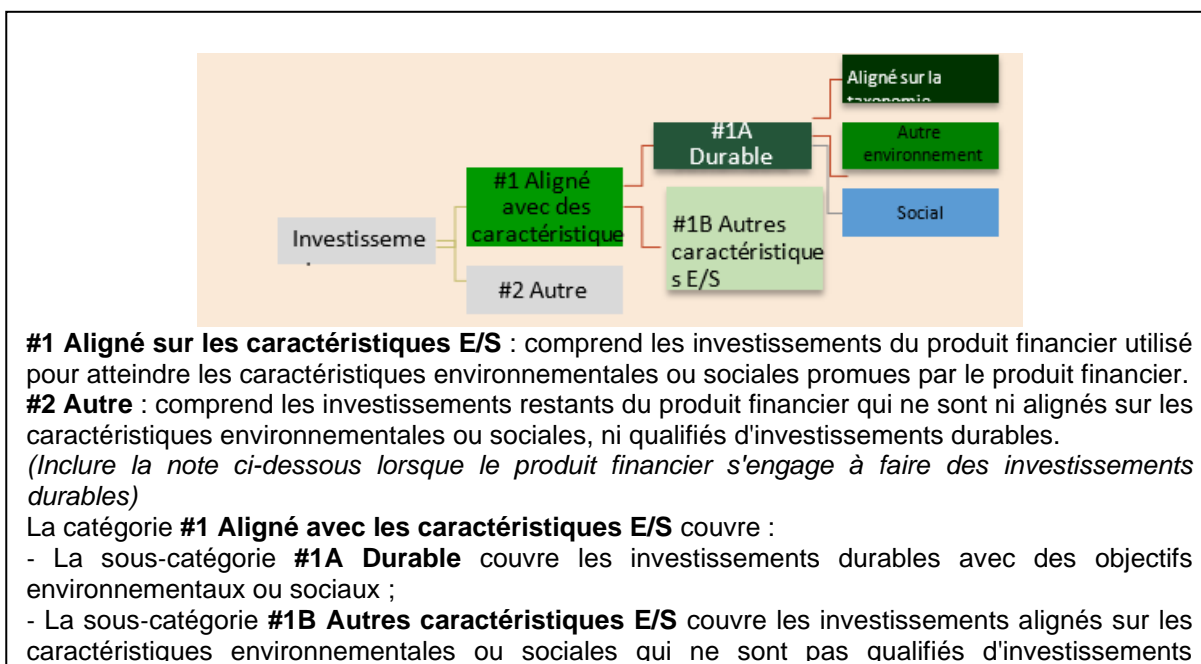 Aligné sur la
taxonomie
#1A
Durable
Autre
environnement
#1 Aligné
avec des
caractéristique
Social
#1B Autres
caractéristique
s E/S
Investisseme
#2 Autre
#1 Aligné sur les caractéristiques E/S : comprend les investissements du produit financier utilisé
pour atteindre les caractéristiques environnementales ou sociales promues par le produit financier.
#2 Autre : comprend les investissements restants du produit financier qui ne sont ni alignés sur les
caractéristiques environnementales ou sociales, ni qualifiés d'investissements durables.
(Inclure la note ci-dessous lorsque le produit financier s'engage à faire des investissements
durables)
La catégorie #1 Aligné avec les caractéristiques E/S couvre :
- La sous-catégorie #1A Durable couvre les investissements durables avec des objectifs
environnementaux ou sociaux ;
- La sous-catégorie #1B Autres caractéristiques E/S couvre les investissements alignés sur les
caractéristiques environnementales ou sociales qui ne sont pas qualifiés d'investissements